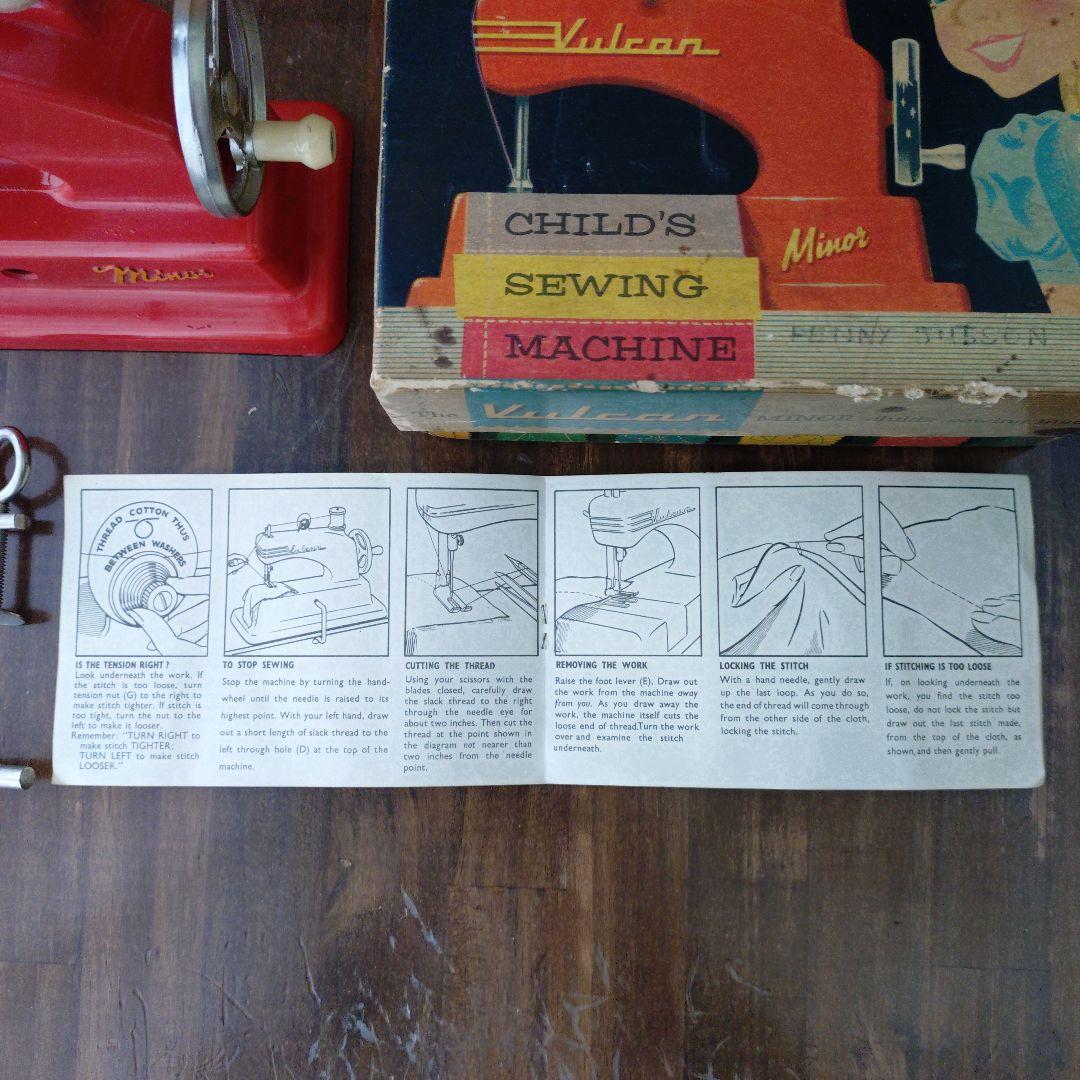 Vulcan
CHILD'S
SEWING
MACHINE
Minor
Minor
The Vulcan MINOR
THREAD COTTON THUS
BETWEEN WASHERS
IS THE TENSION RIGHT?
Look underneath the work. If
the stitch is too loose, turn
tension nut (G) to the right to
make stitch tighter. If stitch is
too tight, turn the nut to the
left to make it looser.
Remember: "TURN RIGHT to
make stitch TIGHTER;
TURN LEFT to make stitch
LOOSER."
Vulcan
TO STOP SEWING
Stop the machine by turning the hand-
wheel until the needle is raised to its
highest point. With your left hand, draw
out a short length of slack thread to the
left through hole (D) at the top of the
machine.
CUTTING THE THREAD
Using your scissors with the
blades closed, carefully draw
the slack thread to the right
through the needle eye for
about two inches. Then cut the
thread at the point shown in
the diagram not nearer than
two inches from the needle
point.
Vulcan
REMOVING THE WORK
Raise the foot lever (E). Draw out
the work from the machine away
from you. As you draw away the
work, the machine itself cuts the
loose end of thread.Turn the work
over and examine the stitch
underneath.
LOCKING THE STITCH
With a hand needle, gently draw
up the last loop. As you do so,
the end of thread will come through
from the other side of the cloth,
locking the stitch.
IF STITCHING IS TOO LOOSE
If, on looking underneath the
work, you find the stitch too
loose, do not lock the stitch but
draw out the last stitch made,
from the top of the cloth, as
shown, and then gently pull.